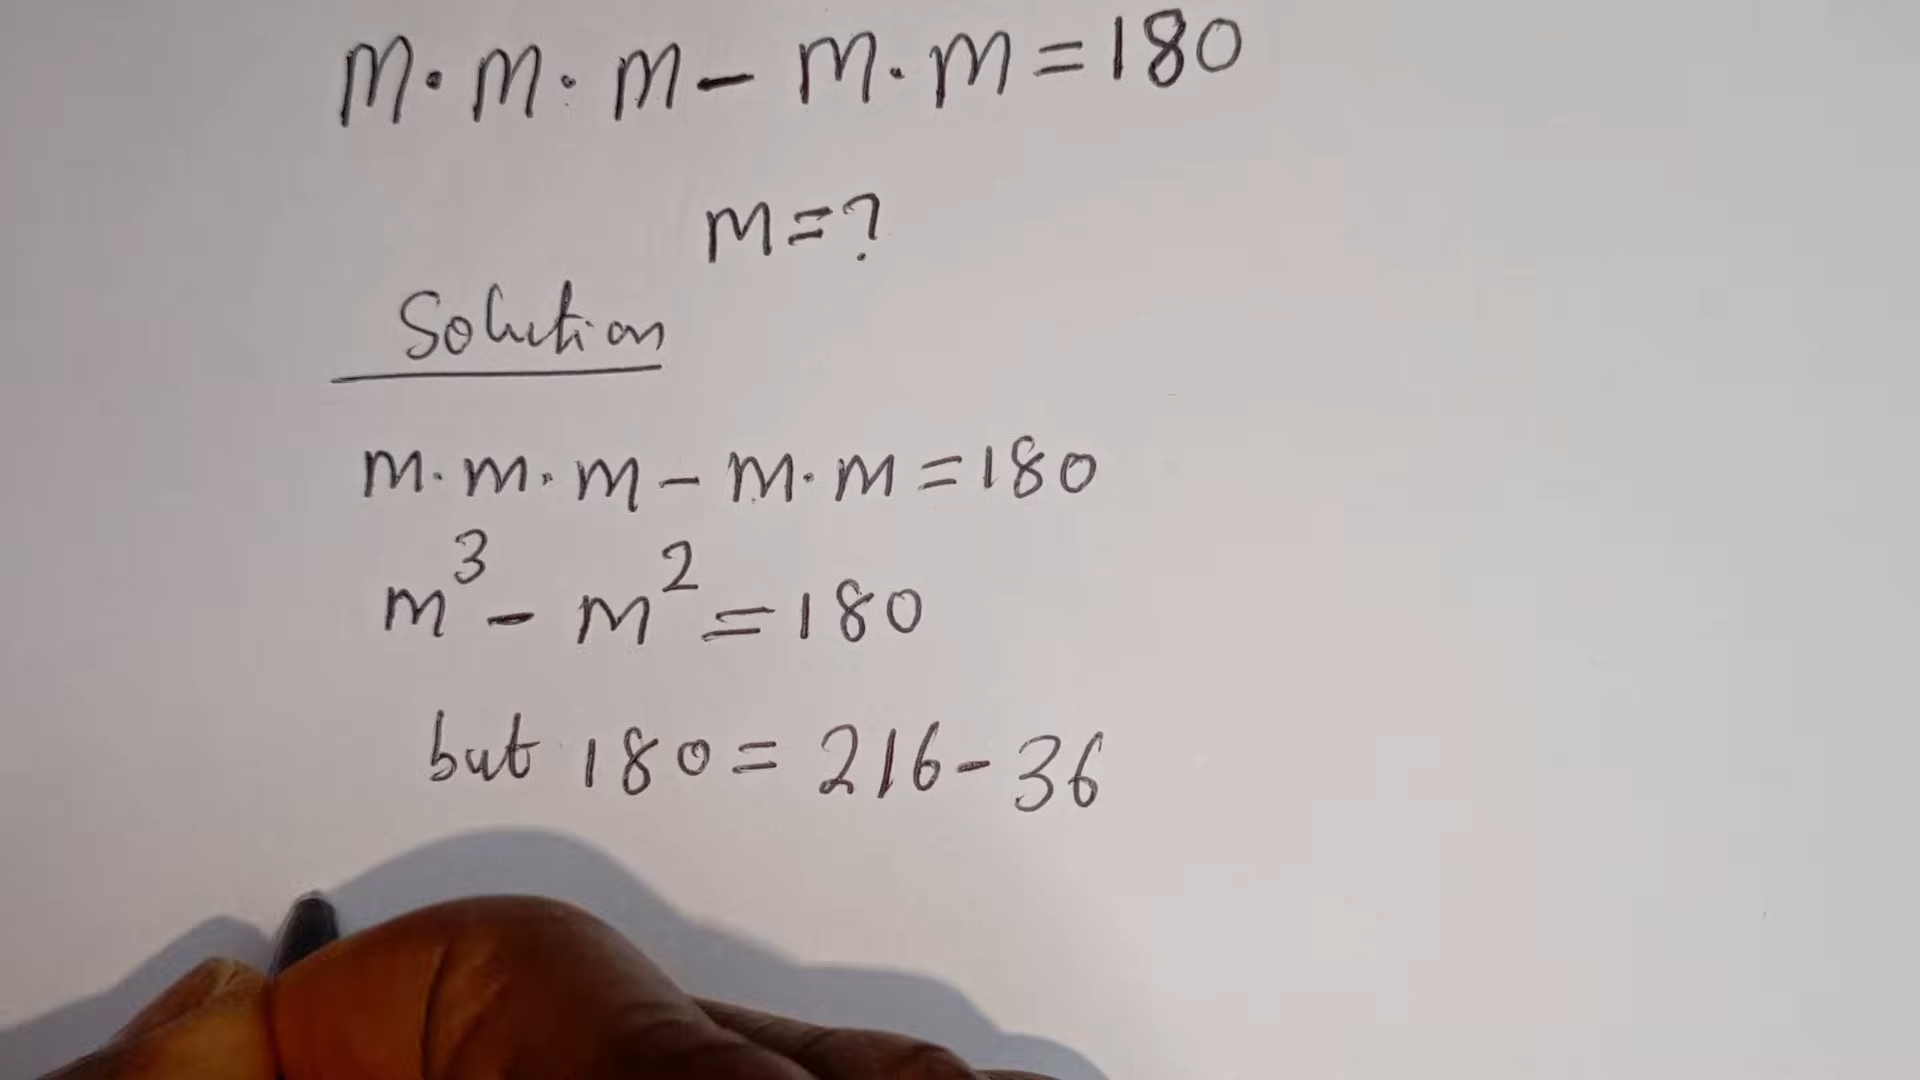 m·m·m - m·m = 180
m = ?
Solution
m·m·m - m·m = 180
m³ - m² = 180
but 180 = 216 - 36